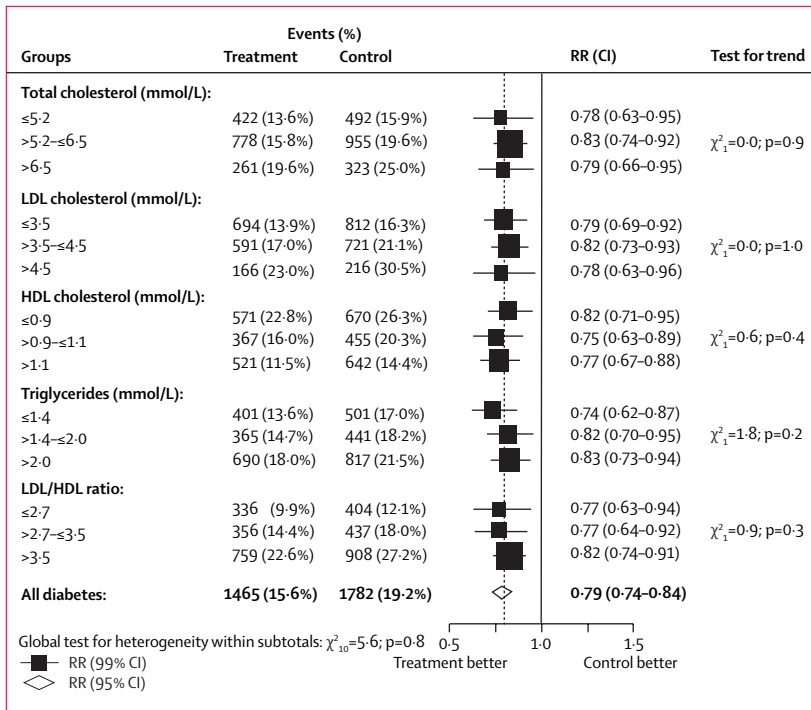 Events (%)
Groups Treatment Control RR (CI) Test for trend
Total cholesterol (mmol/L):
≤5·2 422 (13·6%) 492 (15·9%) 0·78 (0·63–0·95)
>5·2–≤6·5 778 (15·8%) 955 (19·6%) 0·83 (0·74–0·92) χ²₁=0·0; p=0·9
>6·5 261 (19·6%) 323 (25·0%) 0·79 (0·66–0·95)
LDL cholesterol (mmol/L):
≤3·5 694 (13·9%) 812 (16·3%) 0·79 (0·69–0·92)
>3·5–≤4·5 591 (17·0%) 721 (21·1%) 0·82 (0·73–0·93) χ²₁=0·0; p=1·0
>4·5 166 (23·0%) 216 (30·5%) 0·78 (0·63–0·96)
HDL cholesterol (mmol/L):
≤0·9 571 (22·8%) 670 (26·3%) 0·82 (0·71–0·95)
>0·9–≤1·1 367 (16·0%) 455 (20·3%) 0·75 (0·63–0·89) χ²₁=0·6; p=0·4
>1·1 521 (11·5%) 642 (14·4%) 0·77 (0·67–0·88)
Triglycerides (mmol/L):
≤1·4 401 (13·6%) 501 (17·0%) 0·74 (0·62–0·87)
>1·4–≤2·0 365 (14·7%) 441 (18·2%) 0·82 (0·70–0·95) χ²₁=1·8; p=0·2
>2·0 690 (18·0%) 817 (21·5%) 0·83 (0·73–0·94)
LDL/HDL ratio:
≤2·7 336 (9·9%) 404 (12·1%) 0·77 (0·63–0·94)
>2·7–≤3·5 356 (14·4%) 437 (18·0%) 0·77 (0·64–0·92) χ²₁=0·9; p=0·3
>3·5 759 (22·6%) 908 (27·2%) 0·82 (0·74–0·91)
All diabetes: 1465 (15·6%) 1782 (19·2%) 0·79 (0·74–0·84)
Global test for heterogeneity within subtotals: χ²₁₀=5·6; p=0·8
0·5 1·0 1·5
Treatment better Control better
RR (99% CI)
RR (95% CI)